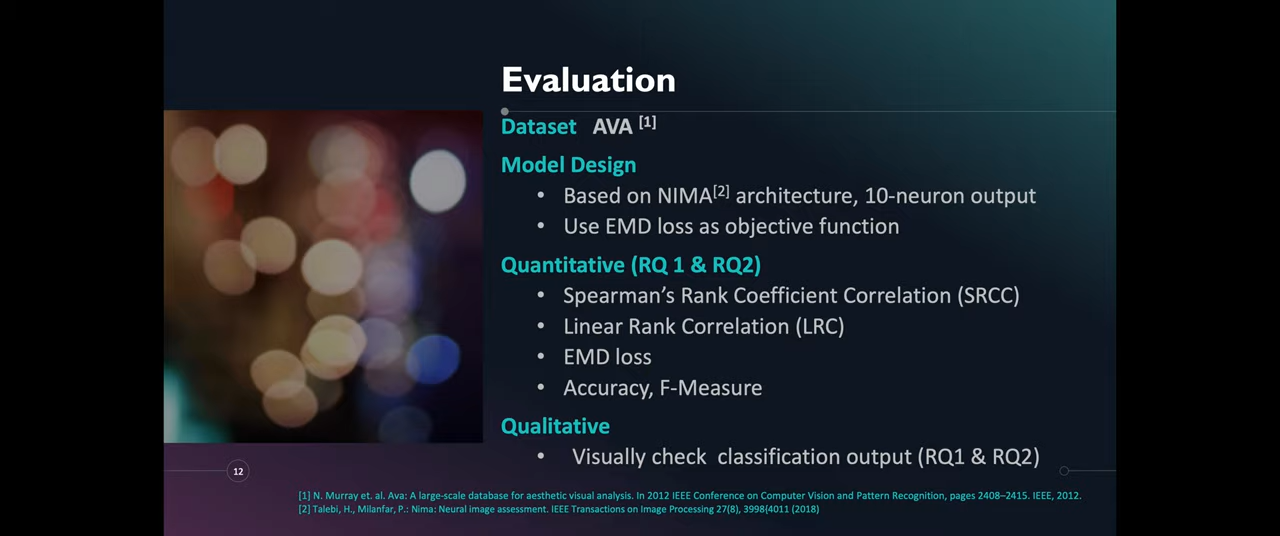 Evaluation
Dataset AVA [1]
Model Design
• Based on NIMA[2] architecture, 10-neuron output
• Use EMD loss as objective function
Quantitative (RQ 1 & RQ2)
• Spearman’s Rank Coefficient Correlation (SRCC)
• Linear Rank Correlation (LRC)
• EMD loss
• Accuracy, F-Measure
Qualitative
• Visually check classification output (RQ1 & RQ2)
12
[1] N. Murray et. al. Ava: A large-scale database for aesthetic visual analysis. In 2012 IEEE Conference on Computer Vision and Pattern Recognition, pages 2408–2415. IEEE, 2012.
[2] Talebi, H., Milanfar, P.: Nima: Neural image assessment. IEEE Transactions on Image Processing 27(8), 3998{4011 (2018)